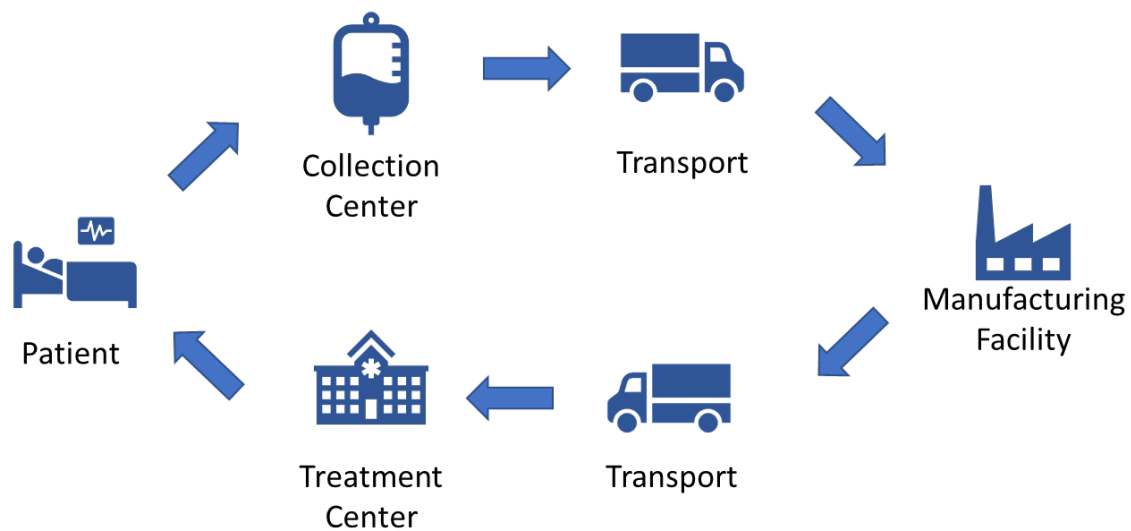 Collection
Center
Transport
Manufacturing
Facility
Patient
Treatment
Center
Transport